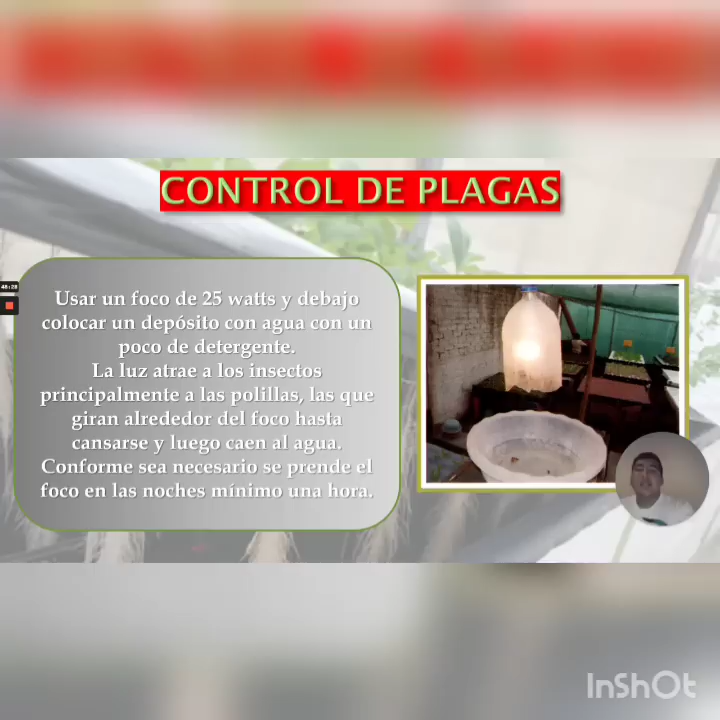 CONTROL DE PLAGAS
48:28
Usar un foco de 25 watts y debajo
colocar un depósito con agua con un
poco de detergente.
La luz atrae a los insectos
principalmente a las polillas, las que
giran alrededor del foco hasta
cansarse y luego caen al agua.
Conforme sea necesario se prende el
foco en las noches mínimo una hora.
InShOt